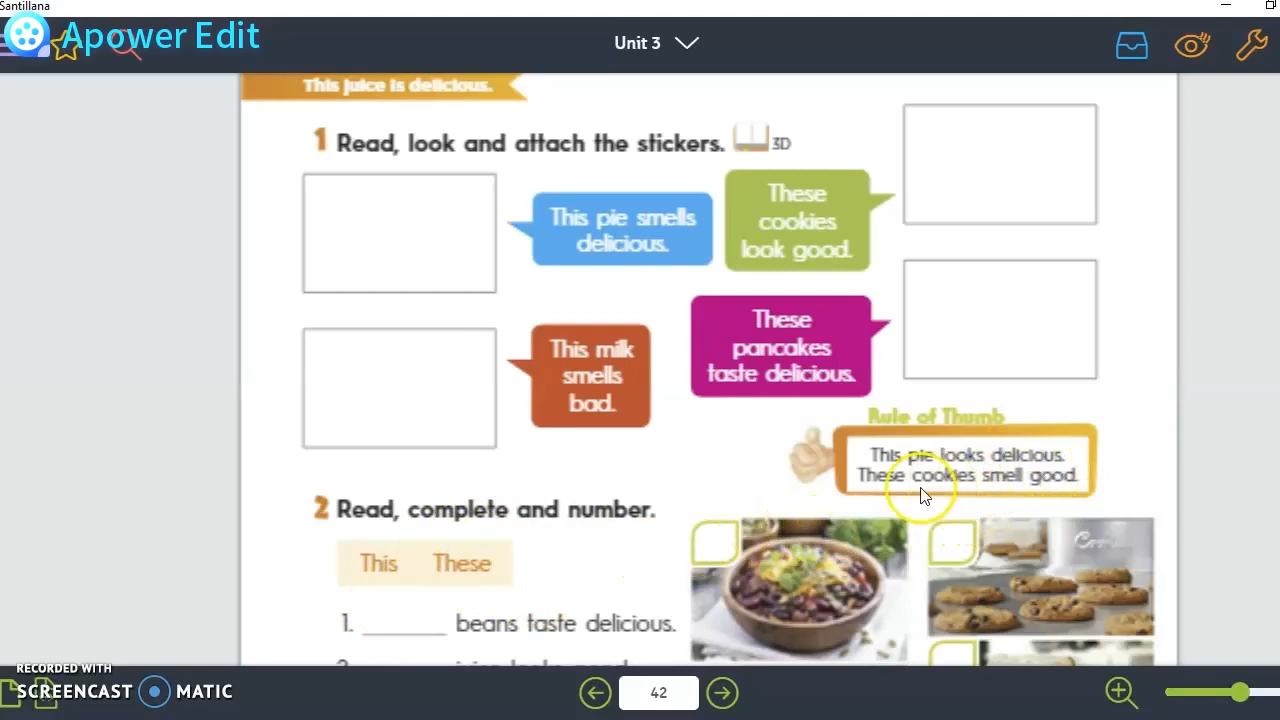 Santillana
Apower Edit
Unit 3
This juice is delicious.
1 Read, look and attach the stickers. 3D
This pie smells
delicious.
These
cookies
look good.
This milk
smells
bad.
These
pancakes
taste delicious.
Rule of Thumb
This pie looks delicious.
These cookies smell good.
2 Read, complete and number.
This These
1. _______ beans taste delicious.
RECORDED WITH
SCREENCAST MATIC
42